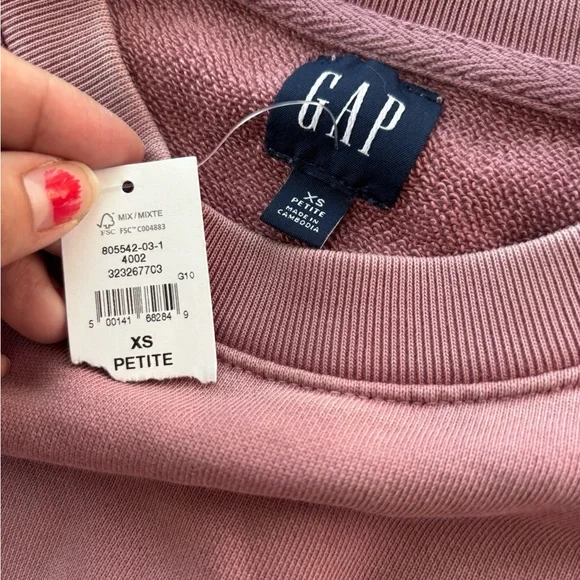 GAP
XS
PETITE
MADE IN
CAMBODIA
FSC
MIX/MIXTE
FSC™ C004883
805542-03-1
4002
323267703
G10
5 00141 68284 9
XS
PETITE